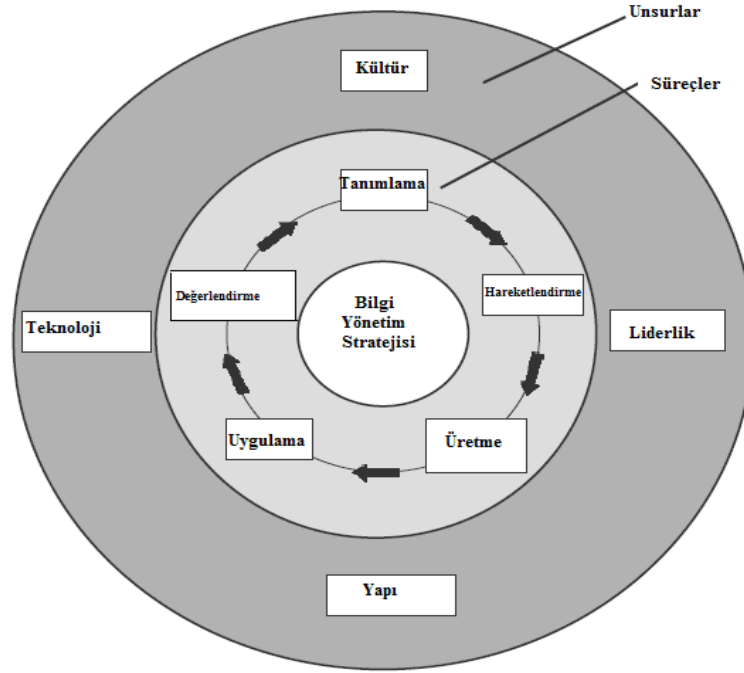 Unsurlar
Kültür
Süreçler
Tanımlama
Değerlendirme
Hareketlendirme
Bilgi
Yönetim
Stratejisi
Teknoloji
Liderlik
Uygulama
Üretme
Yapı